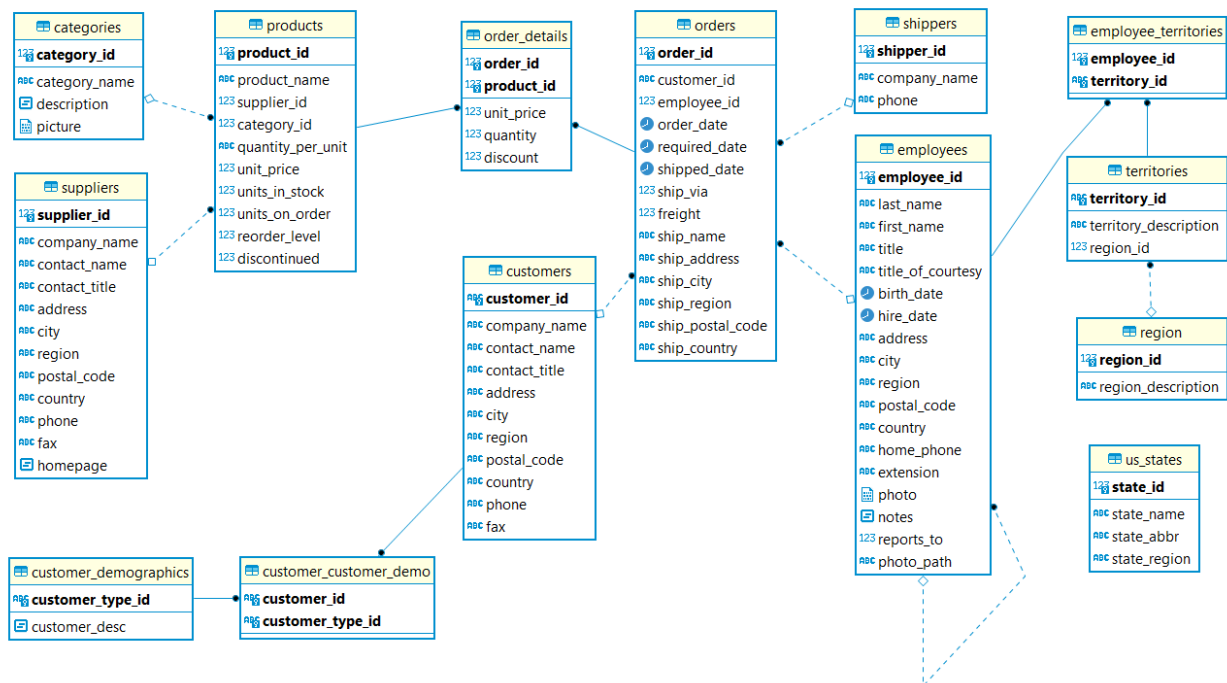 categories
category_id
category_name
description
picture
products
product_id
product_name
supplier_id
category_id
quantity_per_unit
unit_price
units_in_stock
units_on_order
reorder_level
discontinued
order_details
order_id
product_id
unit_price
quantity
discount
orders
order_id
customer_id
employee_id
order_date
required_date
shipped_date
ship_via
freight
ship_name
ship_address
ship_city
ship_region
ship_postal_code
ship_country
shippers
shipper_id
company_name
phone
employee_territories
employee_id
territory_id
suppliers
supplier_id
company_name
contact_name
contact_title
address
city
region
postal_code
country
phone
fax
homepage
customers
customer_id
company_name
contact_name
contact_title
address
city
region
postal_code
country
phone
fax
employees
employee_id
last_name
first_name
title
title_of_courtesy
birth_date
hire_date
address
city
region
postal_code
country
home_phone
extension
photo
notes
reports_to
photo_path
territories
territory_id
territory_description
region_id
region
region_id
region_description
us_states
state_id
state_name
state_abbr
state_region
customer_demographics
customer_type_id
customer_desc
customer_customer_demo
customer_id
customer_type_id